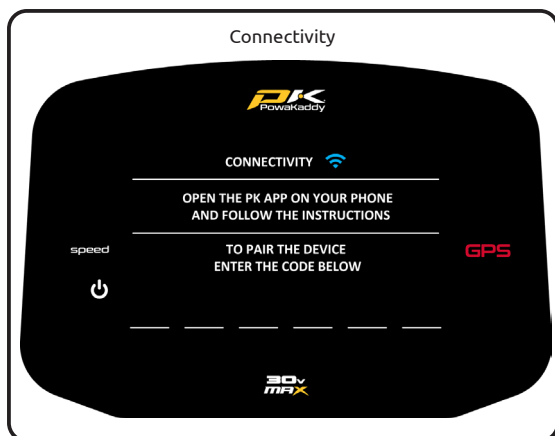 Connectivity
PK
PowaKaddy
CONNECTIVITY
OPEN THE PK APP ON YOUR PHONE
AND FOLLOW THE INSTRUCTIONS
speed
TO PAIR THE DEVICE
ENTER THE CODE BELOW
GPS
30v
MAX